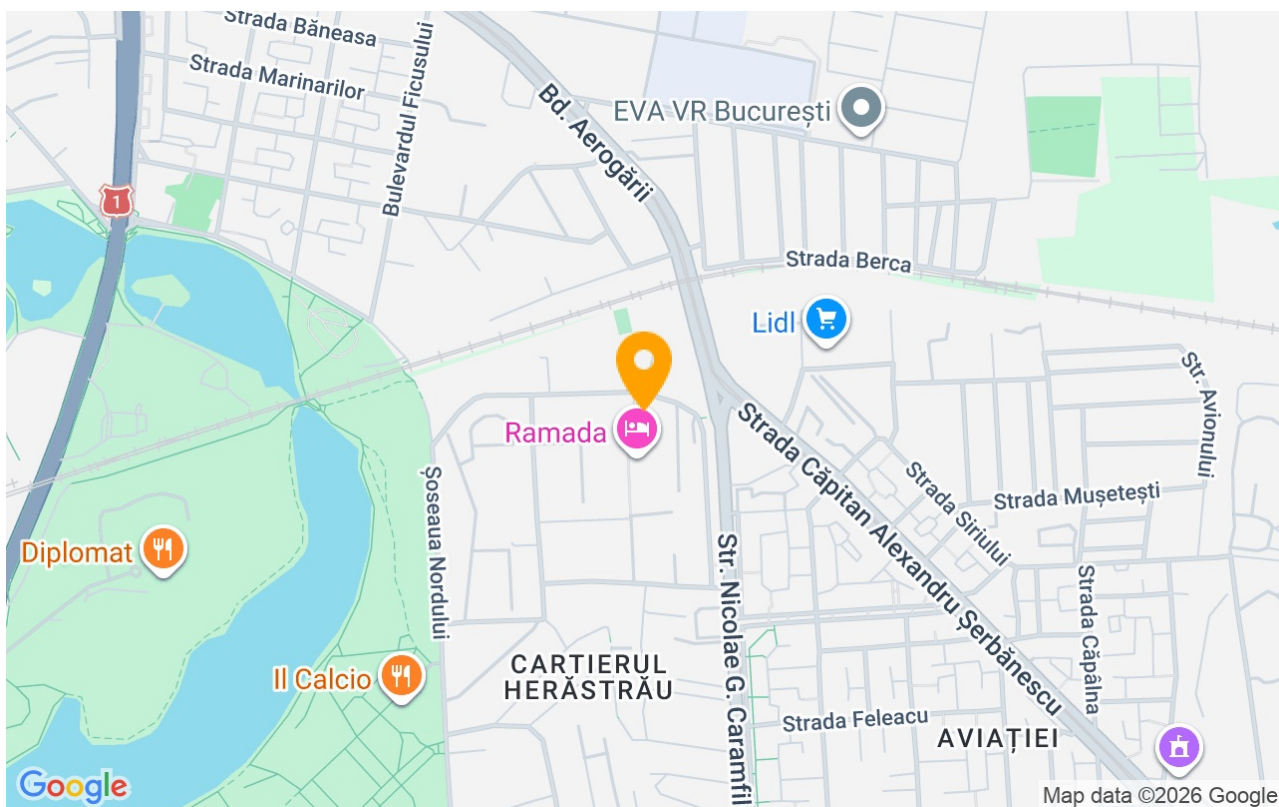 Strada Băneasa
Strada Marinarilor
Bulevardul Ficusului
Bd. Aerogării
EVA VR București
1
Strada Berca
Lidl
Str. Avionului
Ramada
Strada Căpitan Alexandru Șerbănescu
Strada Siriului
Strada Mușetești
Șoseaua Nordului
Diplomat
Str. Nicolae G. Caramfil
Strada Căpâlna
Il Calcio
CARTIERUL
HERĂSTRĂU
Strada Feleacu
AVIAȚIEI
Google
Map data ©2026 Google